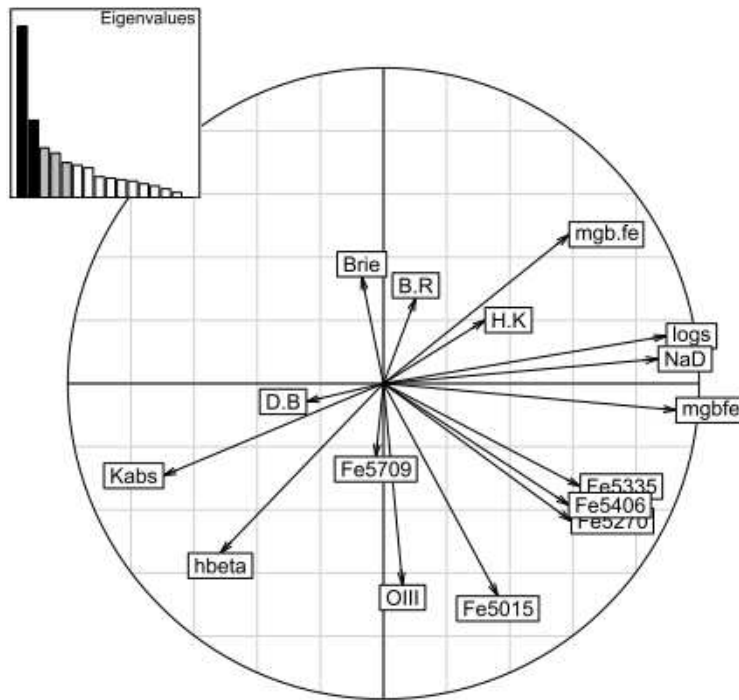 Eigenvalues
mgb.fe
Brie
B.R
H.K
logs
NaD
D.B
mgbfe
Fe5709
Kabs
Fe5335
Fe5406
Fe5270
hbeta
OIII
Fe5015